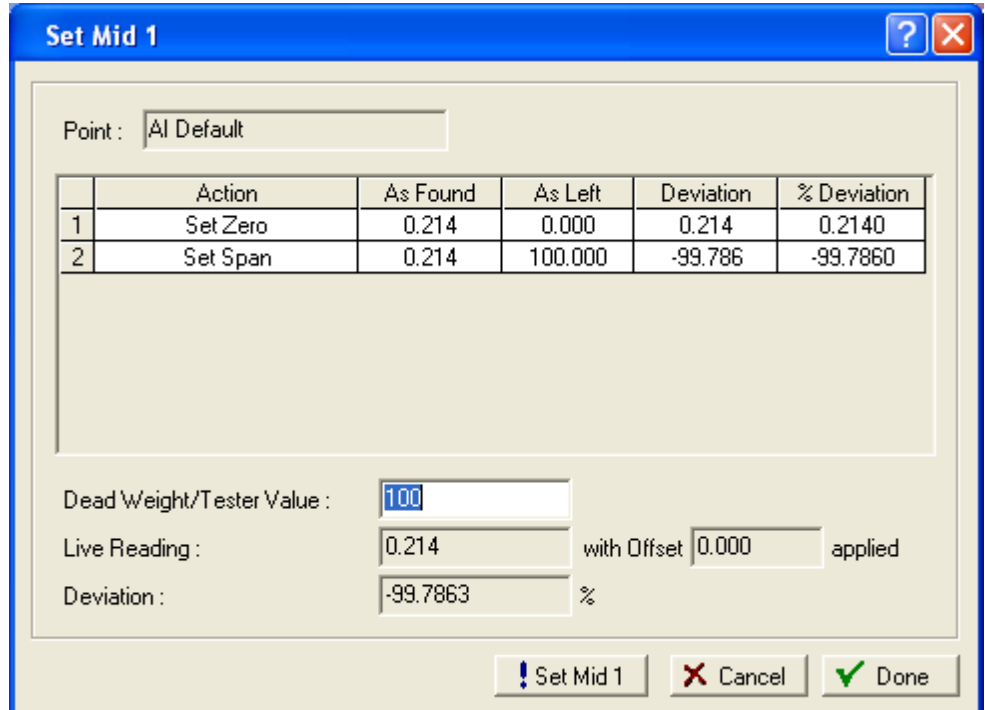 Set Mid 1
Point : AI Default
Action As Found As Left Deviation % Deviation
1 Set Zero 0.214 0.000 0.214 0.2140
2 Set Span 0.214 100.000 -99.786 -99.7860
Dead Weight/Tester Value : 100
Live Reading : 0.214 with Offset 0.000 applied
Deviation : -99.7863 %
! Set Mid 1 Cancel Done